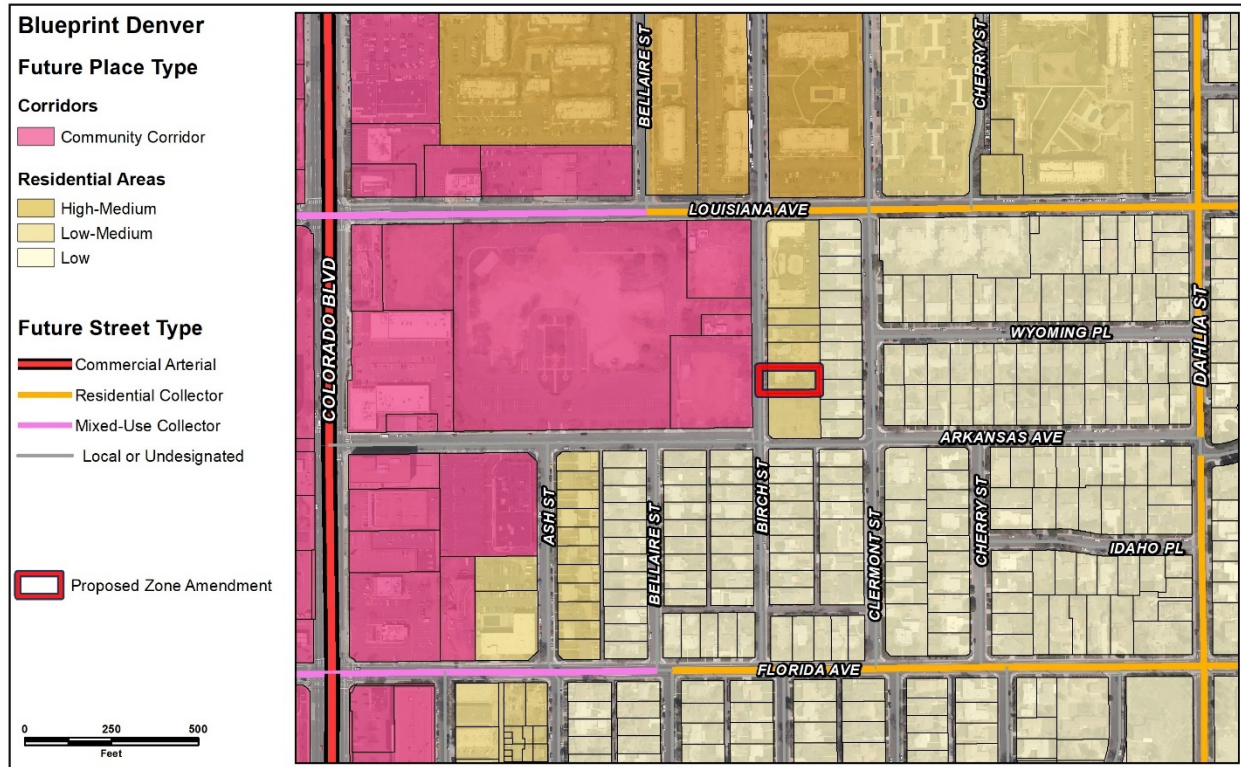 Blueprint Denver
Future Place Type
Corridors
Community Corridor
Residential Areas
High-Medium
Low-Medium
Low
Future Street Type
Commercial Arterial
Residential Collector
Mixed-Use Collector
Local or Undesignated
Proposed Zone Amendment
0 250 500
Feet
BELLAIRE ST
CHERRY ST
LOUISIANA AVE
COLORADO BLVD
WYOMING PL
DAHLIA ST
ARKANSAS AVE
ASH ST
BELLAIRE ST
BIRCH ST
CLERMONT ST
CHERRY ST
IDAHO PL
FLORIDA AVE